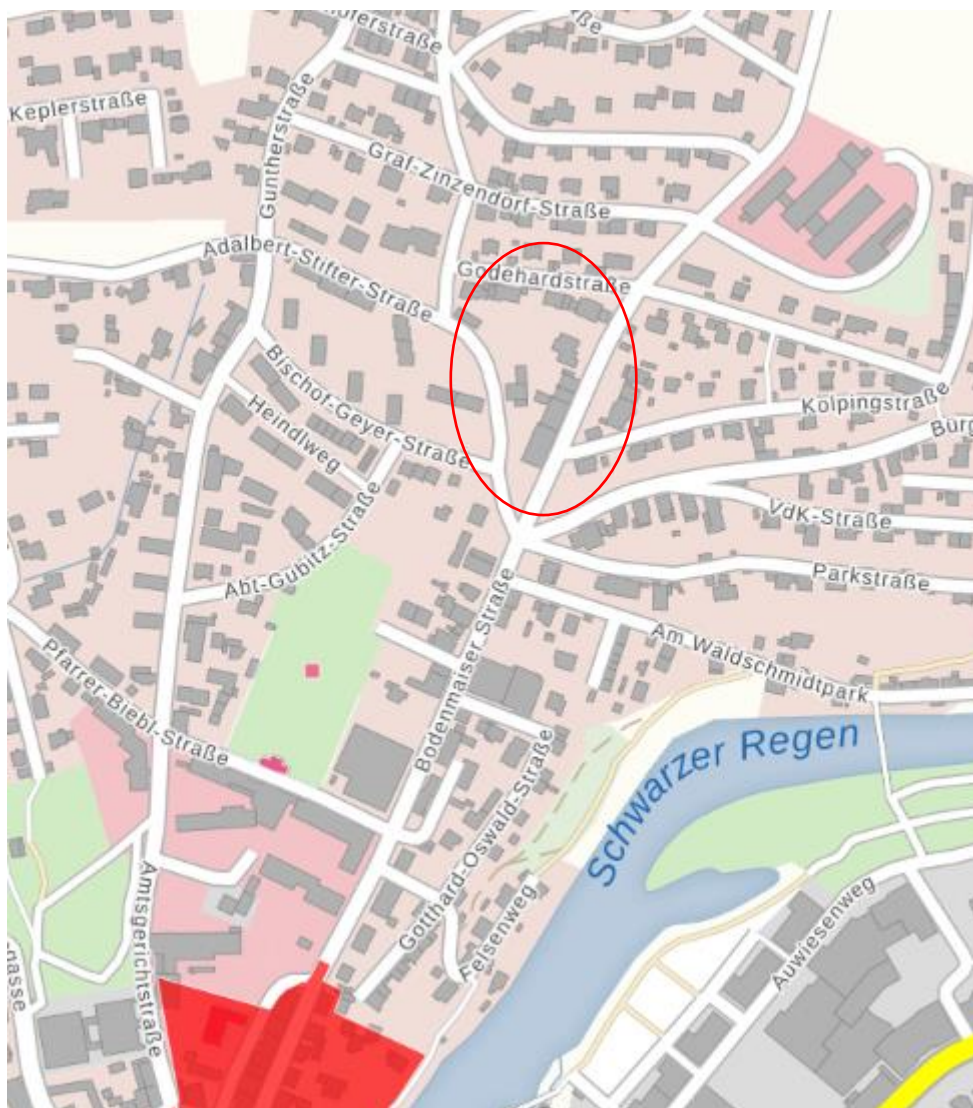 Keplerstraße
Guntherstraße
Graf-Zinzendorf-Straße
Adalbert-Stifter-Straße
Godehardstraße
Bischof-Geyer-Straße
Heindlweg
Kolpingstraße
VdK-Straße
Abt-Gubitz-Straße
Parkstraße
Am Waldschmidtpark
Pfarrer-Biebl-Straße
Bodenmaiser Straße
Schwarzer Regen
Gotthard-Oswald-Straße
Felsenweg
Auwiesenweg
Amtsgerichtstraße